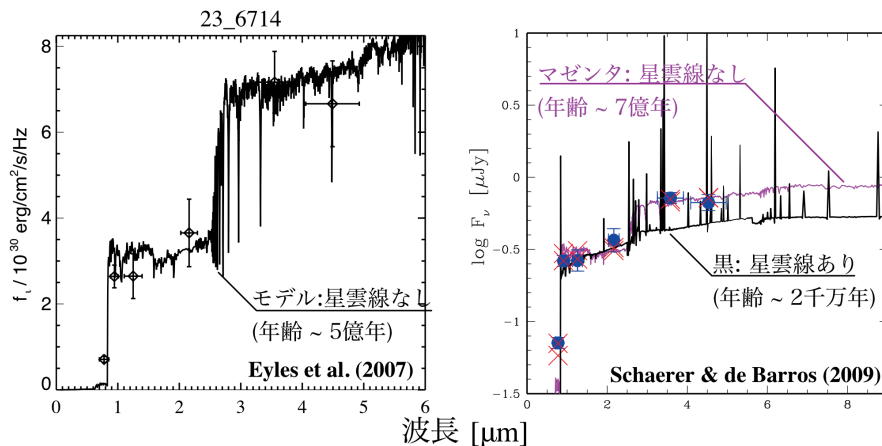 23_6714
f_ν / 10^30 erg/cm^2/s/Hz
8
6
4
2
0
0 1 2 3 4 5 6
モデル:星雲線なし
(年齢 ~ 5億年)
Eyles et al. (2007)
log F_ν [μJy]
1
0.5
0
-0.5
-1
-1.5
0 2 4 6 8
マゼンタ: 星雲線なし
(年齢 ~ 7億年)
黒: 星雲線あり
(年齢 ~ 2千万年)
Schaerer & de Barros (2009)
波長 [μm]